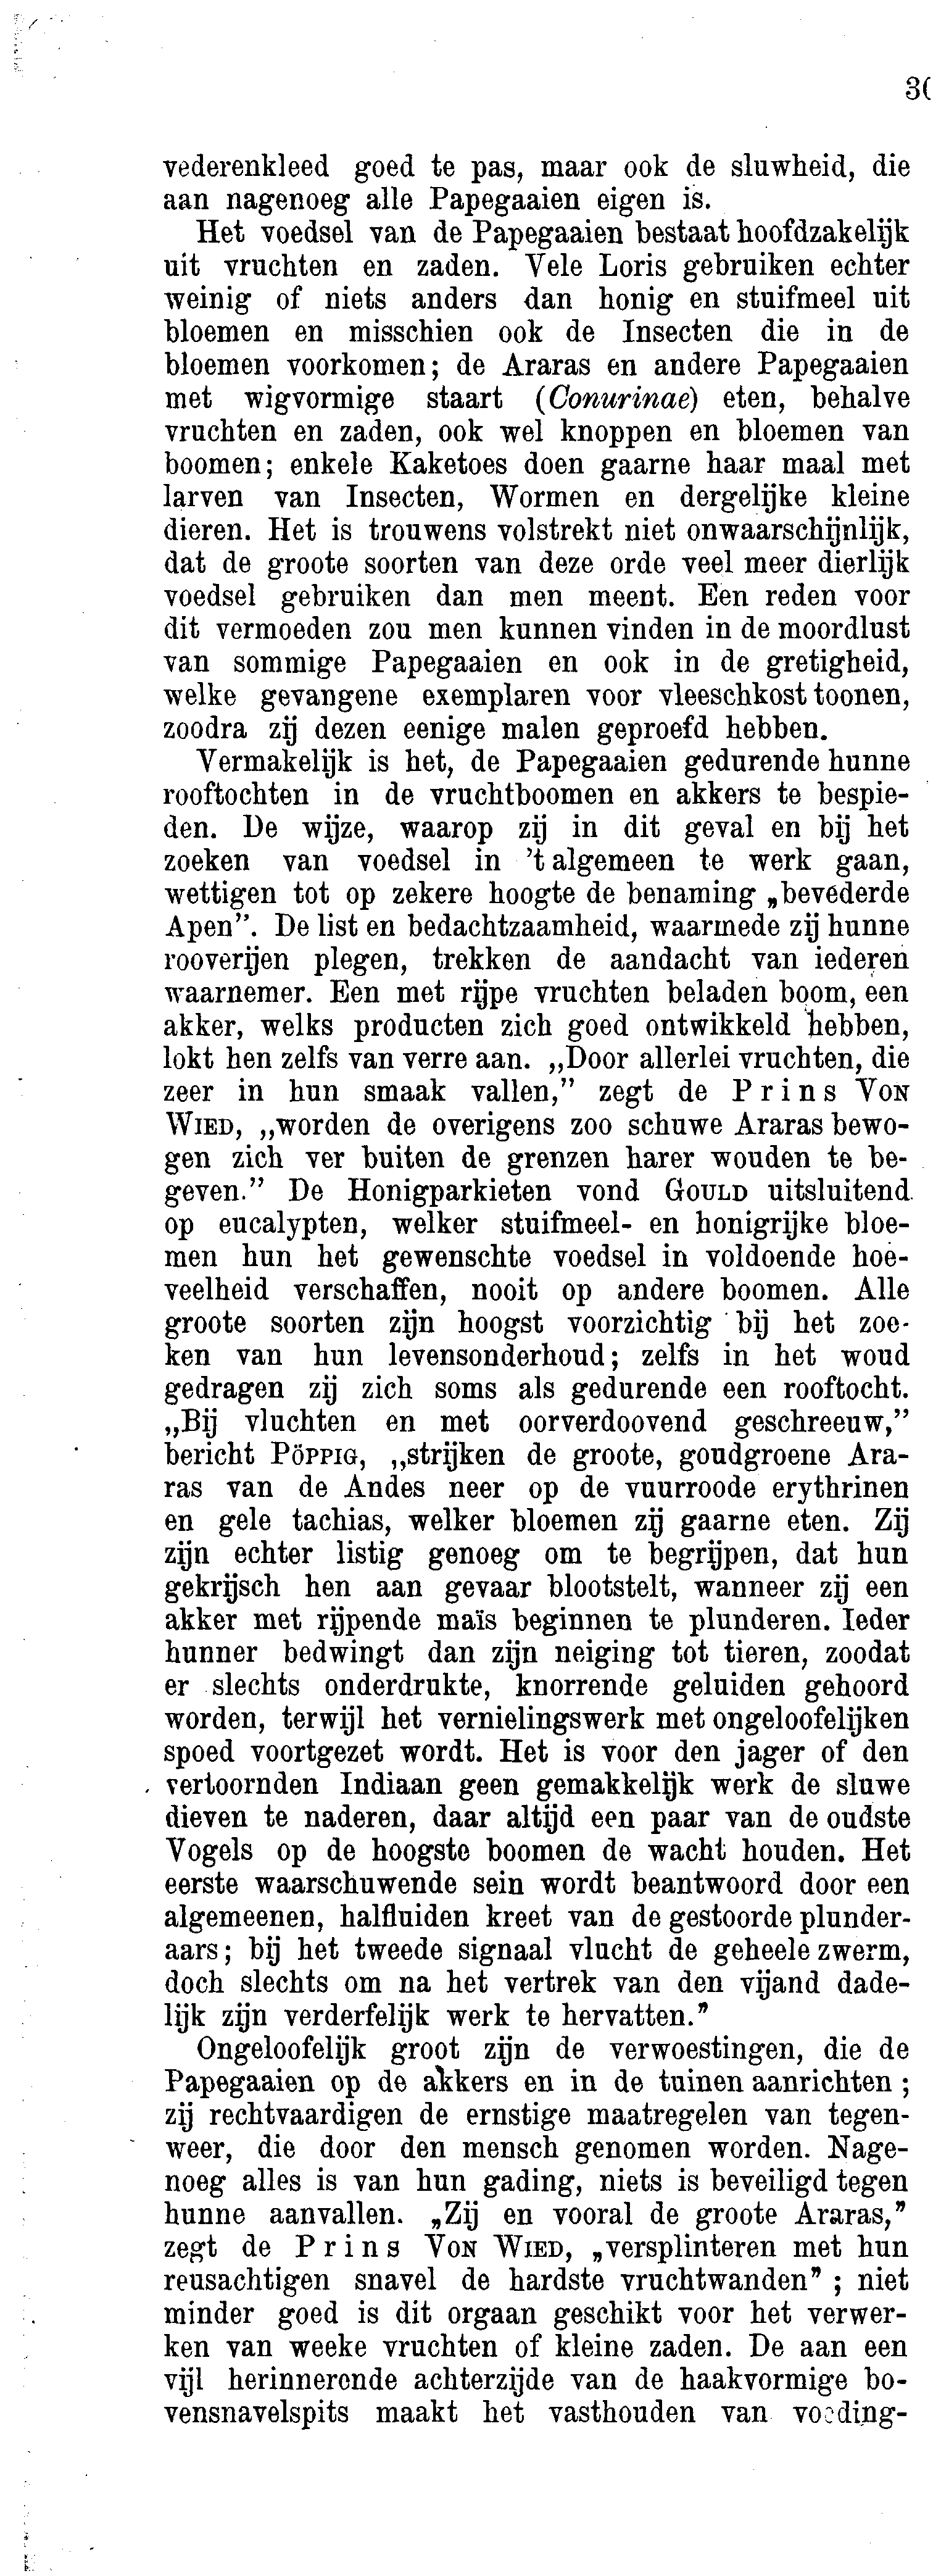 30
vederenkleed goed te pas, maar ook de sluwheid, die
aan nagenoeg alle Papegaaien eigen is.
Het voedsel van de Papegaaien bestaat hoofdzakelijk
uit vruchten en zaden. Vele Loris gebruiken echter
weinig of niets anders dan honig en stuifmeel uit
bloemen en misschien ook de Insecten die in de
bloemen voorkomen; de Araras en andere Papegaaien
met wigvormige staart (Conurinae) eten, behalve
vruchten en zaden, ook wel knoppen en bloemen van
boomen; enkele Kaketoes doen gaarne haar maal met
larven van Insecten, Wormen en dergelijke kleine
dieren. Het is trouwens volstrekt niet onwaarschijnlijk,
dat de groote soorten van deze orde veel meer dierlijk
voedsel gebruiken dan men meent. Een reden voor
dit vermoeden zou men kunnen vinden in de moordlust
van sommige Papegaaien en ook in de gretigheid,
welke gevangene exemplaren voor vleeschkost toonen,
zoodra zij dezen eenige malen geproefd hebben.
Vermakelijk is het, de Papegaaien gedurende hunne
rooftochten in de vruchtboomen en akkers te bespie-
den. De wijze, waarop zij in dit geval en bij het
zoeken van voedsel in 't algemeen te werk gaan,
wettigen tot op zekere hoogte de benaming „bevederde
Apen”. De list en bedachtzaamheid, waarmede zij hunne
rooverijen plegen, trekken de aandacht van iederen
waarnemer. Een met rijpe vruchten beladen boom, een
akker, welks producten zich goed ontwikkeld hebben,
lokt hen zelfs van verre aan. „Door allerlei vruchten, die
zeer in hun smaak vallen,” zegt de Prins Von
Wied, „worden de overigens zoo schuwe Araras bewo-
gen zich ver buiten de grenzen harer wouden te be-
geven.” De Honigparkieten vond Gould uitsluitend
op eucalypten, welker stuifmeel- en honigrijke bloe-
men hun het gewenschte voedsel in voldoende hoe-
veelheid verschaffen, nooit op andere boomen. Alle
groote soorten zijn hoogst voorzichtig bij het zoe-
ken van hun levensonderhoud; zelfs in het woud
gedragen zij zich soms als gedurende een rooftocht.
„Bij vluchten en met oorverdoovend geschreeuw,”
bericht Pöppig, „strijken de groote, goudgroene Ara-
ras van de Andes neer op de vuurroode erythrinen
en gele tachias, welker bloemen zij gaarne eten. Zij
zijn echter listig genoeg om te begrijpen, dat hun
gekrijsch hen aan gevaar blootstelt, wanneer zij een
akker met rijpende maïs beginnen te plunderen. Ieder
hunner bedwingt dan zijn neiging tot tieren, zoodat
er slechts onderdrukte, knorrende geluiden gehoord
worden, terwijl het vernielingswerk met ongeloofelijken
spoed voortgezet wordt. Het is voor den jager of den
vertoornden Indiaan geen gemakkelijk werk de sluwe
dieven te naderen, daar altijd een paar van de oudste
Vogels op de hoogste boomen de wacht houden. Het
eerste waarschuwende sein wordt beantwoord door een
algemeenen, halfluiden kreet van de gestoorde plunder-
aars; bij het tweede signaal vlucht de geheele zwerm,
doch slechts om na het vertrek van den vijand dade-
lijk zijn verderfelijk werk te hervatten.”
Ongeloofelijk groot zijn de verwoestingen, die de
Papegaaien op de akkers en in de tuinen aanrichten;
zij rechtvaardigen de ernstige maatregelen van tegen-
weer, die door den mensch genomen worden. Nage-
noeg alles is van hun gading, niets is beveiligd tegen
hunne aanvallen. „Zij en vooral de groote Araras,”
zegt de Prins Von Wied, „versplinteren met hun
reusachtigen snavel de hardste vruchtwanden”; niet
minder goed is dit orgaan geschikt voor het verwer-
ken van weeke vruchten of kleine zaden. De aan een
vijl herinnerende achterzijde van de haakvormige bo-
vensnavelspits maakt het vasthouden van voeding-